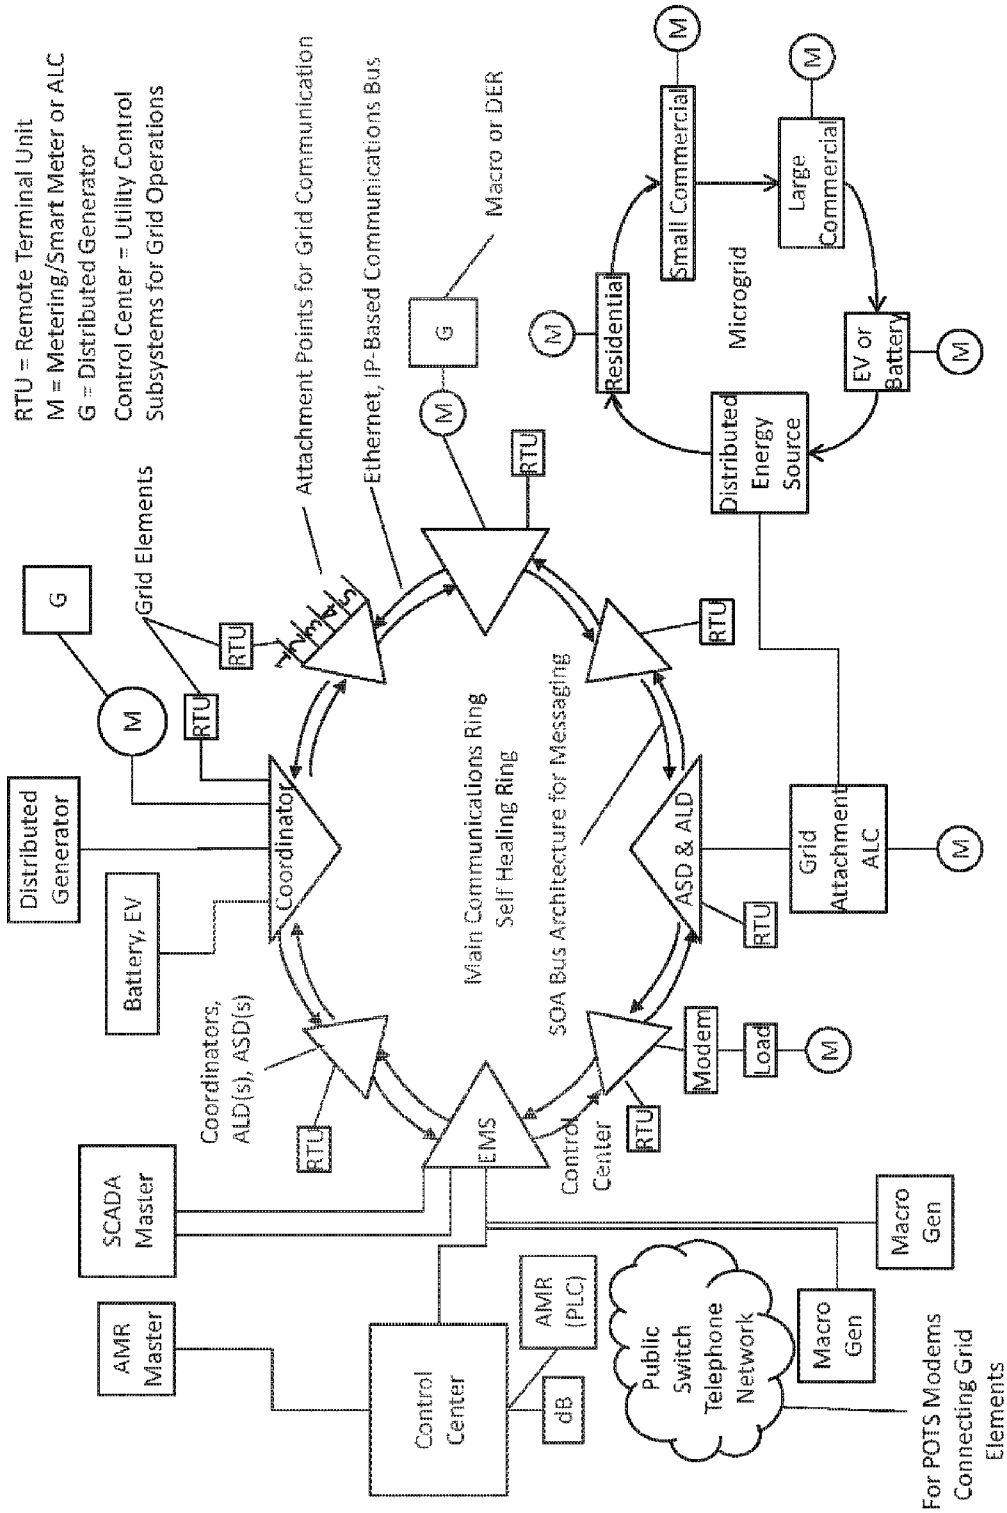 RTU = Remote Terminal Unit
M = Metering/Smart Meter or ALC
G = Distributed Generator
Control Center = Utility Control
Subsystems for Grid Operations
AMR
Master
SCADA
Master
Battery, EV
Distributed
Generator
M
G
RTU
RTU
Grid Elements
Coordinators,
ALD(s), ASD(s)
Coordinator
1
2
3
4
5
Attachment Points for Grid Communication
Ethernet, IP-Based Communications Bus
M
G
Macro or DER
RTU
RTU
Control
Center
dB
AMR
(PLC)
EMS
Control
Center
Main Communications Ring
Self Healing Ring
SOA Bus Architecture for Messaging
RTU
Modem
Load
M
RTU
ASD & ALD
RTU
Grid
Attachment
ALC
M
RTU
Public
Switch
Telephone
Network
Macro
Gen
Macro
Gen
For POTS Modems
Connecting Grid
Elements
Distributed
Energy
Source
Residential
M
Small Commercial
M
Microgrid
Large
Commercial
M
EV or
Battery
M